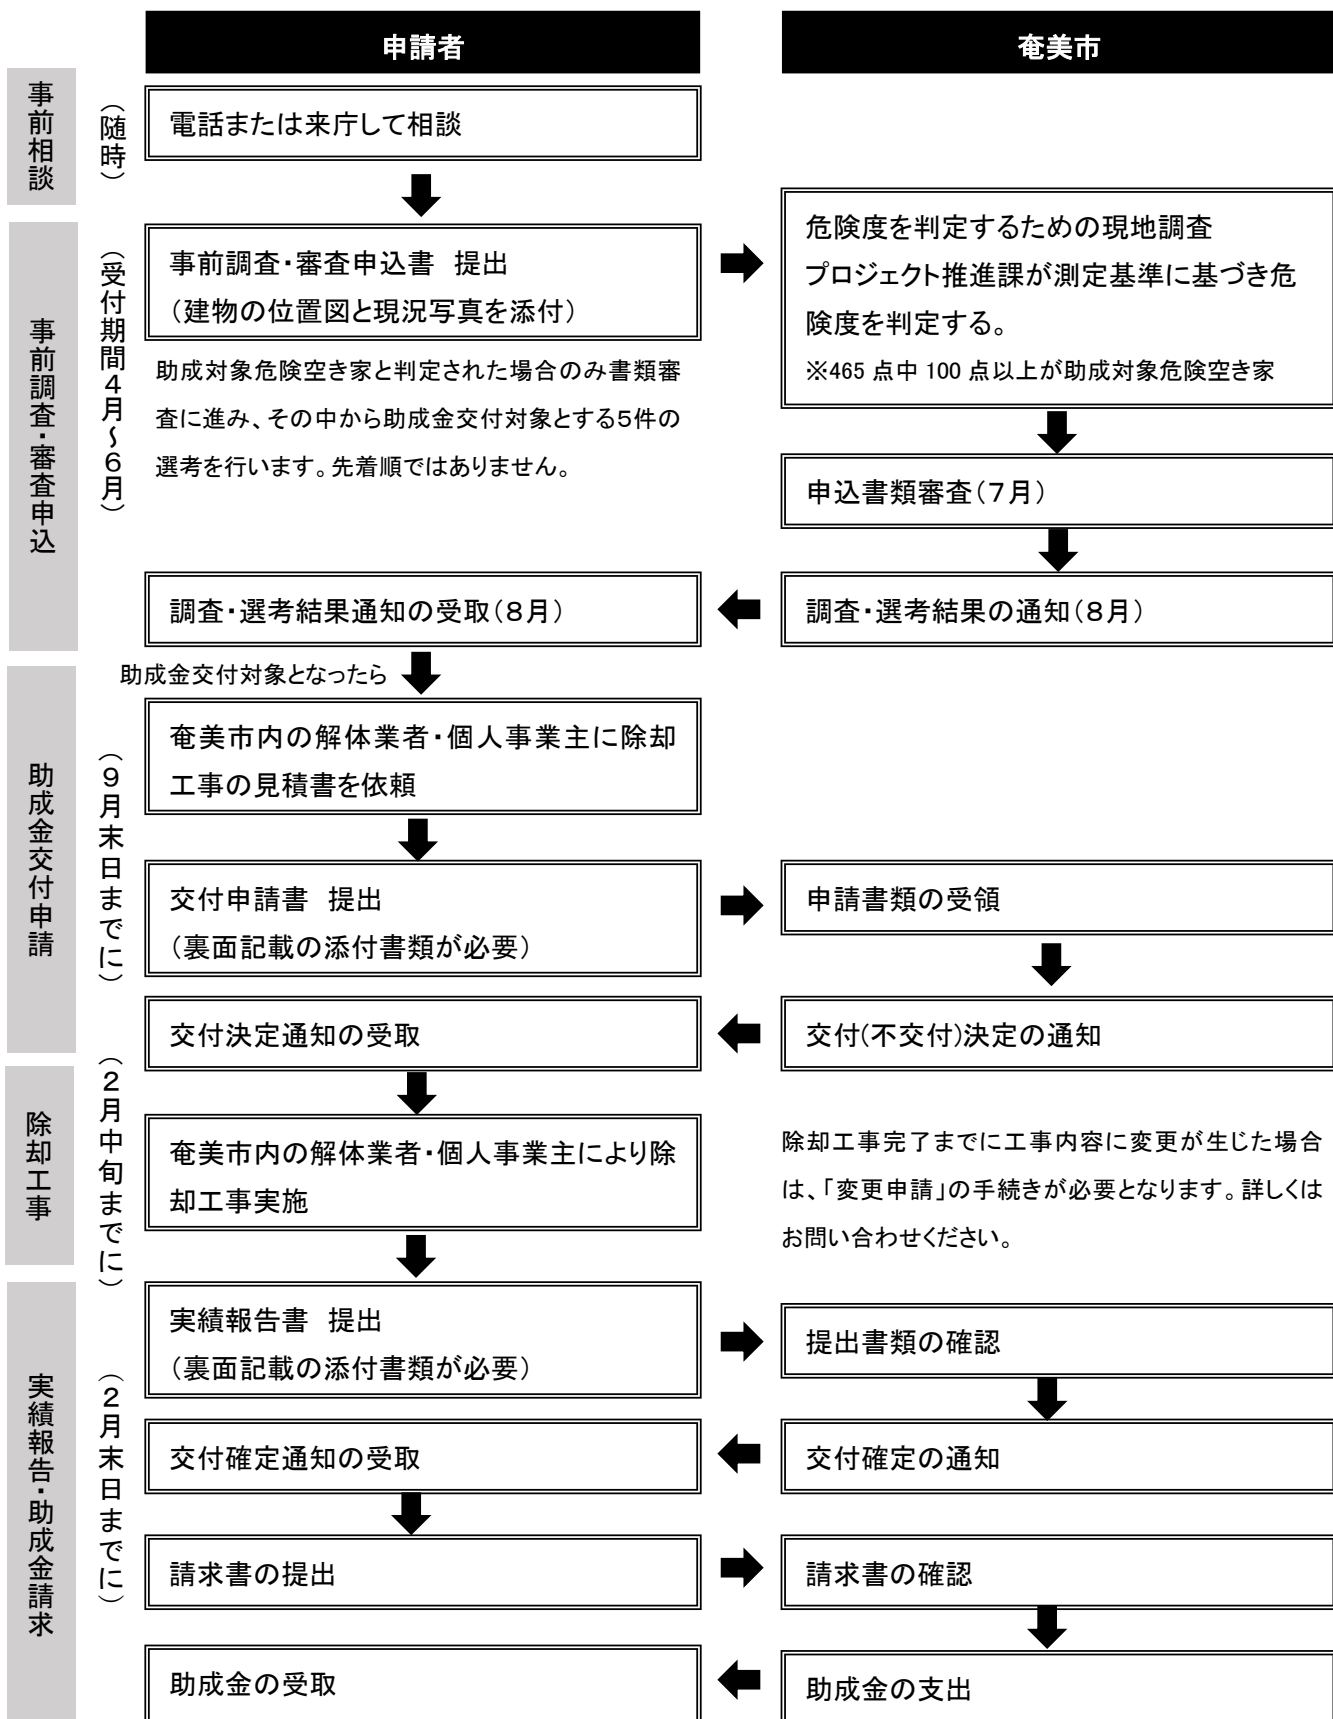 申請者
奄美市
事前相談
（随時）
電話または来庁して相談
事前調査・審査申込
（受付期間４月～６月）
事前調査・審査申込書　提出
（建物の位置図と現況写真を添付）
危険度を判定するための現地調査
プロジェクト推進課が測定基準に基づき危
険度を判定する。
※465 点中 100 点以上が助成対象危険空き家
助成対象危険空き家と判定された場合のみ書類審
査に進み、その中から助成金交付対象とする５件の
選考を行います。先着順ではありません。
申込書類審査（７月）
調査・選考結果通知の受取（８月）
調査・選考結果の通知（８月）
助成金交付対象となったら
助成金交付申請
（９月末日までに）
奄美市内の解体業者・個人事業主に除却
工事の見積書を依頼
交付申請書　提出
（裏面記載の添付書類が必要）
申請書類の受領
交付決定通知の受取
交付(不交付)決定の通知
除却工事
（２月中旬までに）
奄美市内の解体業者・個人事業主により除
却工事実施
除却工事完了までに工事内容に変更が生じた場合
は、「変更申請」の手続きが必要となります。詳しくは
お問い合わせください。
実績報告・助成金請求
（２月末日までに）
実績報告書　提出
（裏面記載の添付書類が必要）
提出書類の確認
交付確定通知の受取
交付確定の通知
請求書の提出
請求書の確認
助成金の受取
助成金の支出